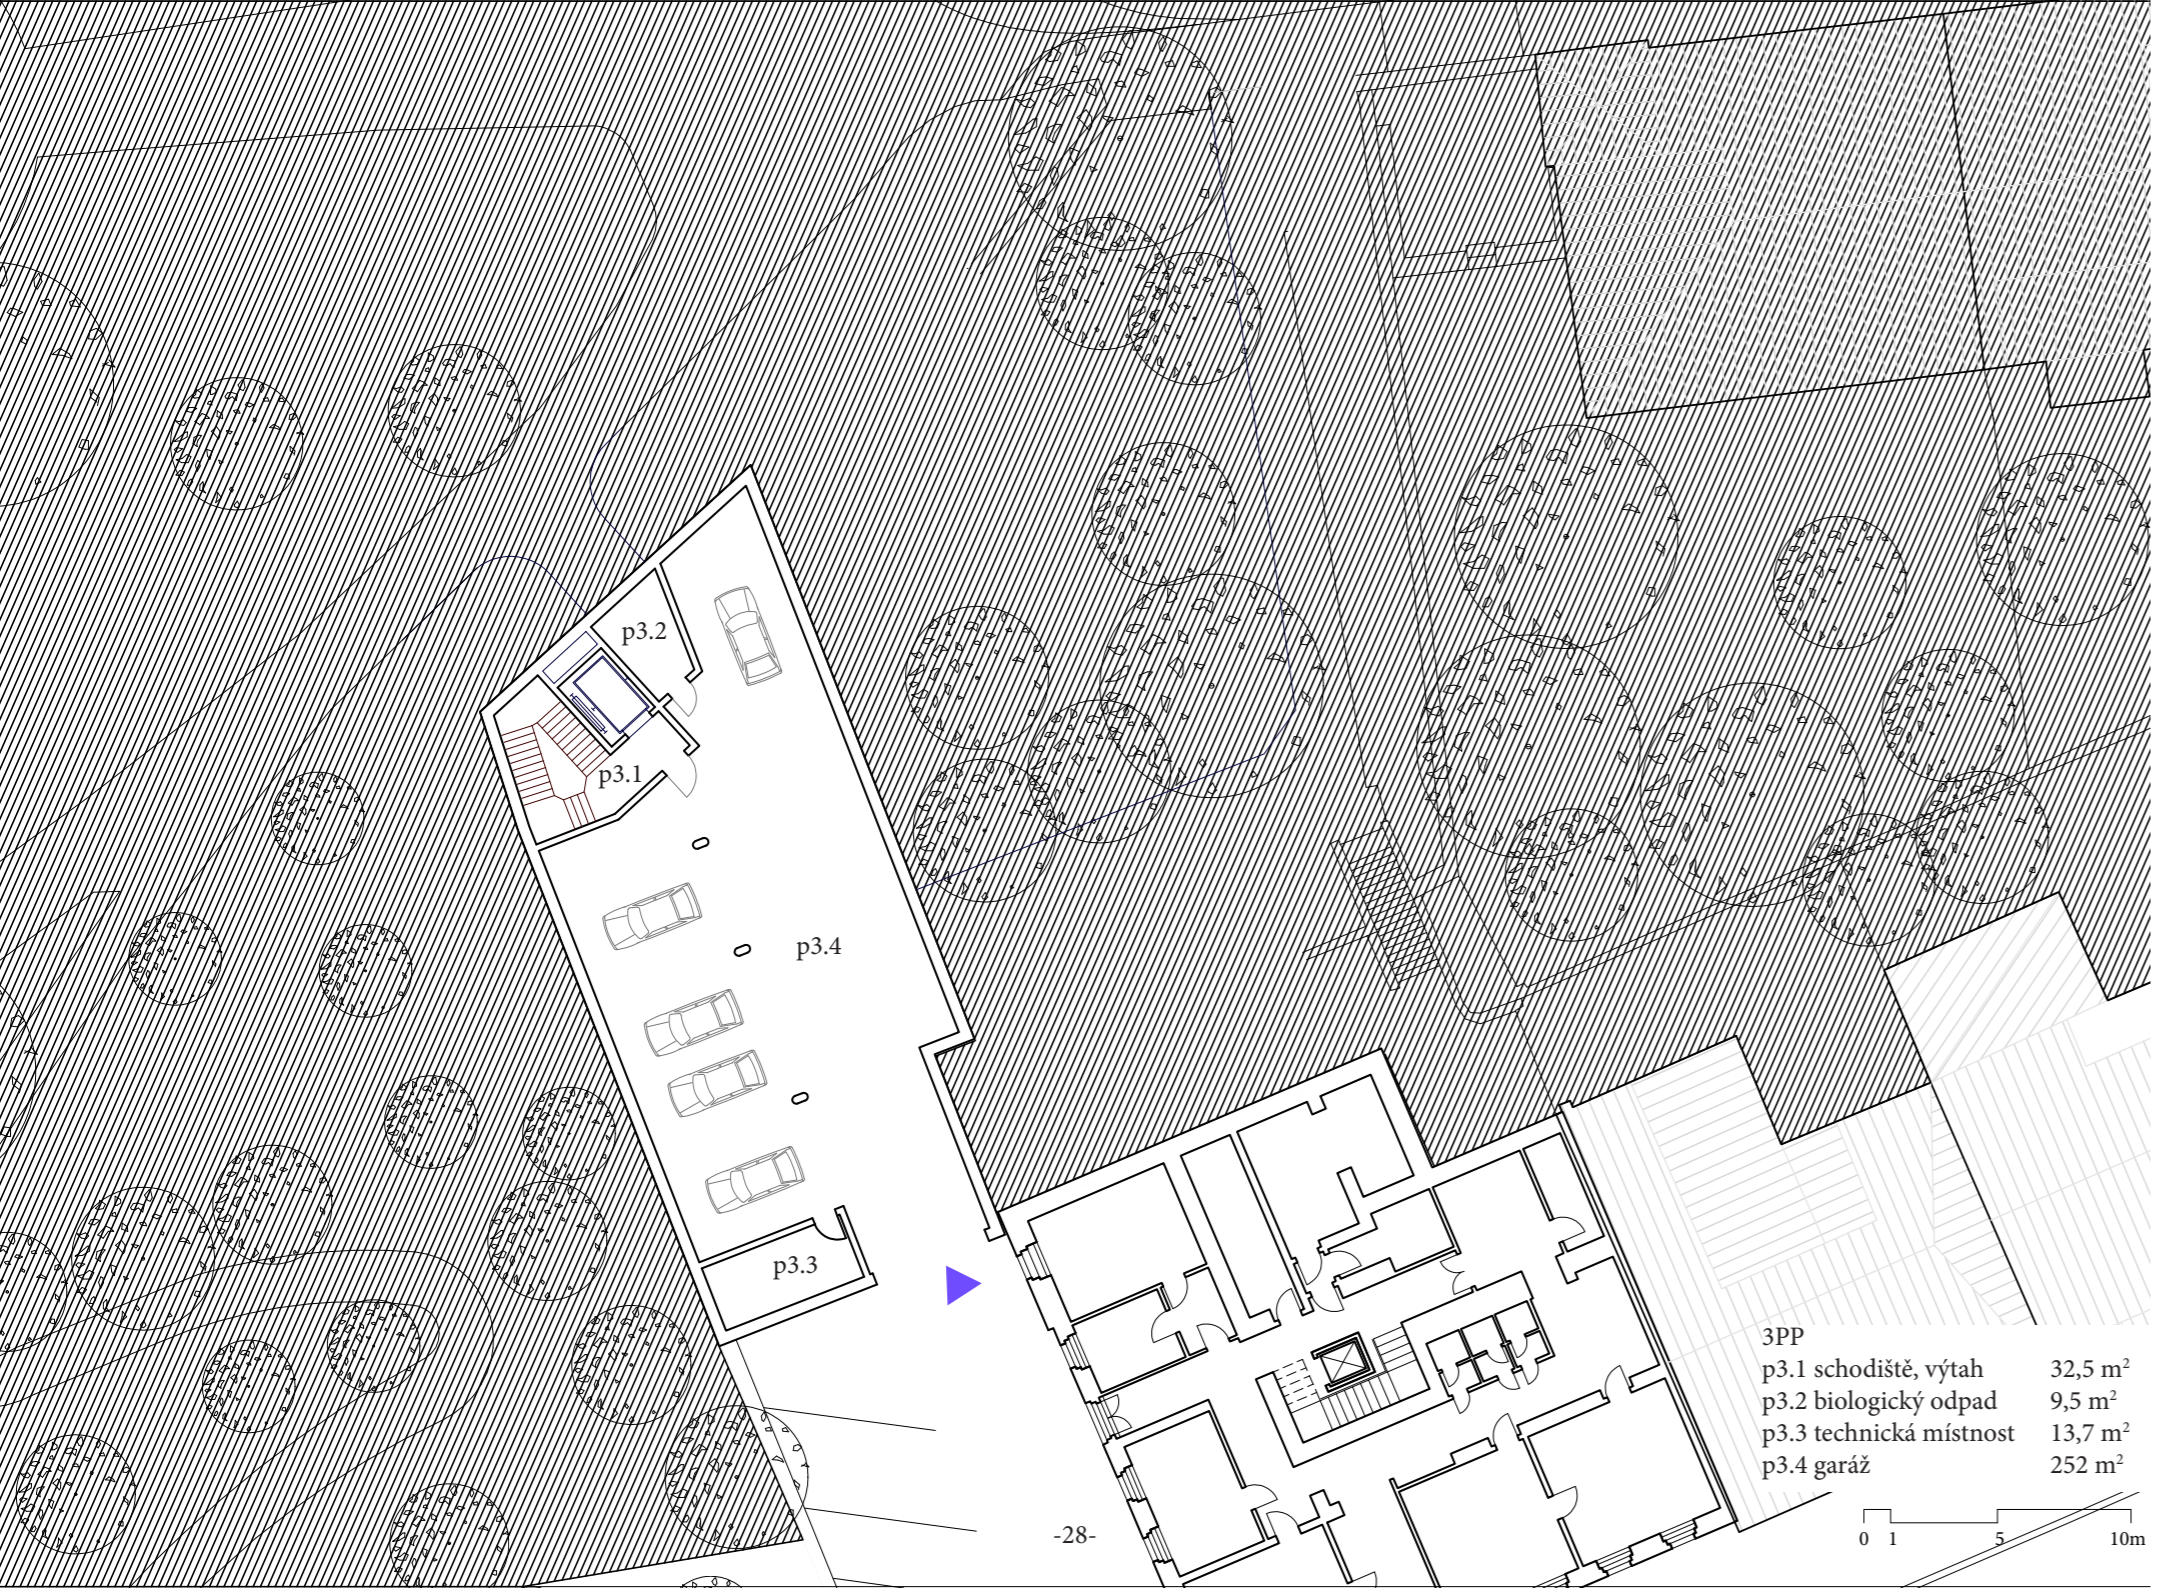 p3.2
p3.1
p3.4
p3.3
3PP
p3.1 schodiště, výtah 32,5 m²
p3.2 biologický odpad 9,5 m²
p3.3 technická místnost 13,7 m²
p3.4 garáž 252 m²
-28-
0 1 5 10m